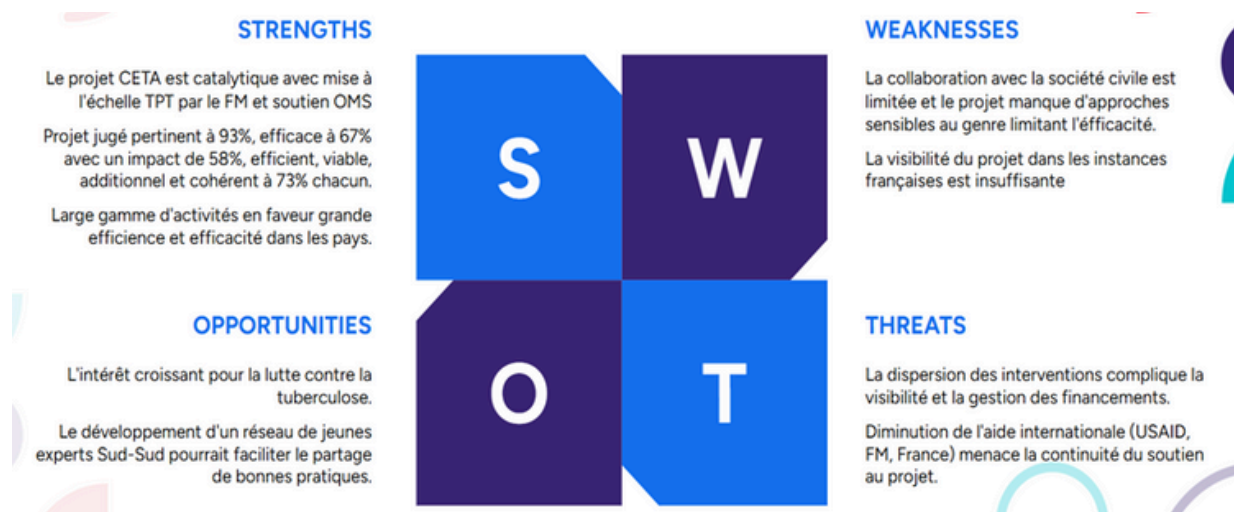 STRENGTHS
Le projet CETA est catalytique avec mise à
l'échelle TPT par le FM et soutien OMS
Projet jugé pertinent à 93%, efficace à 67%
avec un impact de 58%, efficient, viable,
additionnel et cohérent à 73% chacun.
Large gamme d'activités en faveur grande
efficience et efficacité dans les pays.
S
W
WEAKNESSES
La collaboration avec la société civile est
limitée et le projet manque d'approches
sensibles au genre limitant l'éfficacité.
La visibilité du projet dans les instances
françaises est insuffisante
OPPORTUNITIES
L'intérêt croissant pour la lutte contre la
tuberculose.
Le développement d'un réseau de jeunes
experts Sud-Sud pourrait faciliter le partage
de bonnes pratiques.
O
T
THREATS
La dispersion des interventions complique la
visibilité et la gestion des financements.
Diminution de l'aide internationale (USAID,
FM, France) menace la continuité du soutien
au projet.